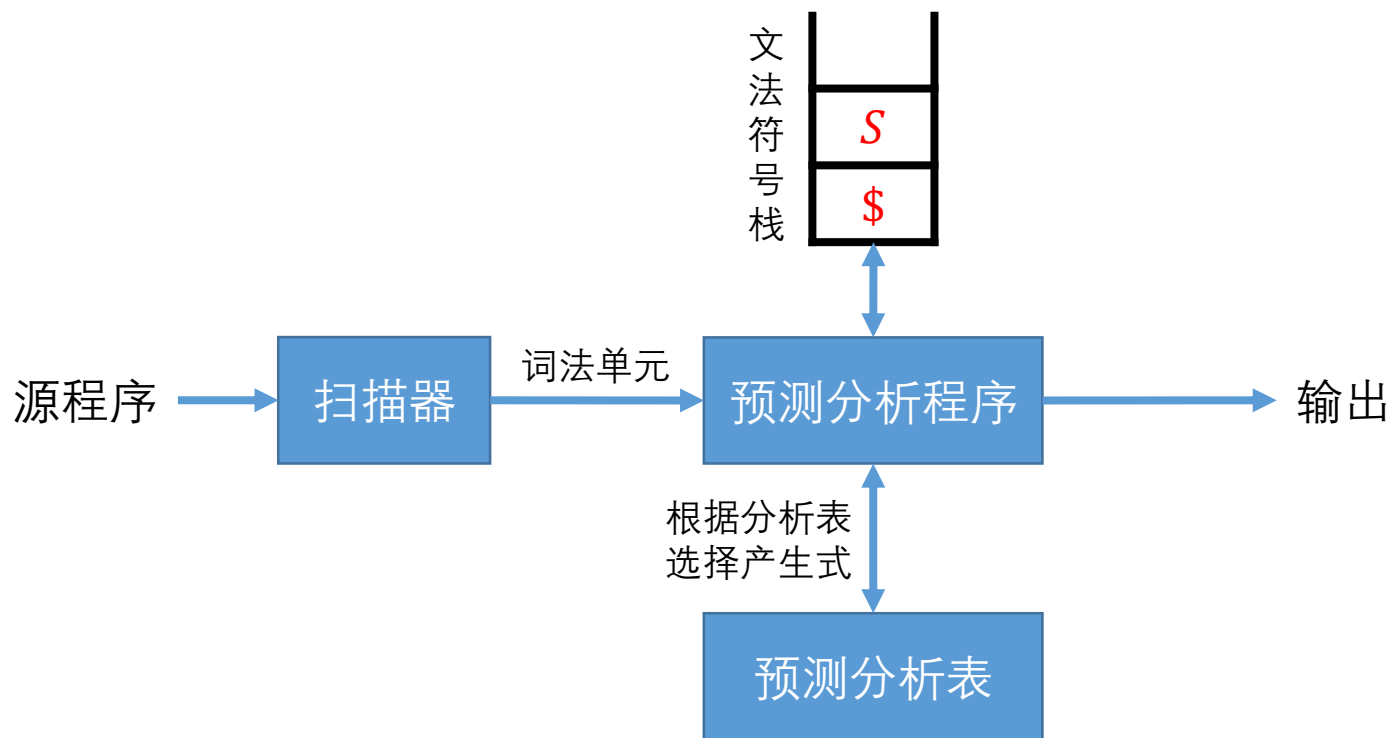 文法符号栈
S
$
源程序
扫描器
词法单元
预测分析程序
输出
根据分析表
选择产生式
预测分析表